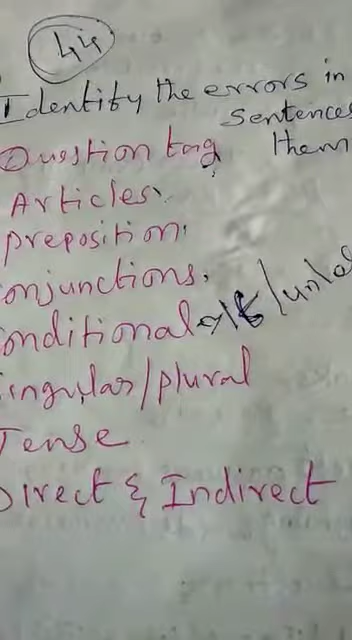 44
Identify the errors in
sentences
them
Question tag
Articles.
preposition.
onjunctions.
onditional → If/unle
ingular/plural
Tense
Direct & Indirect